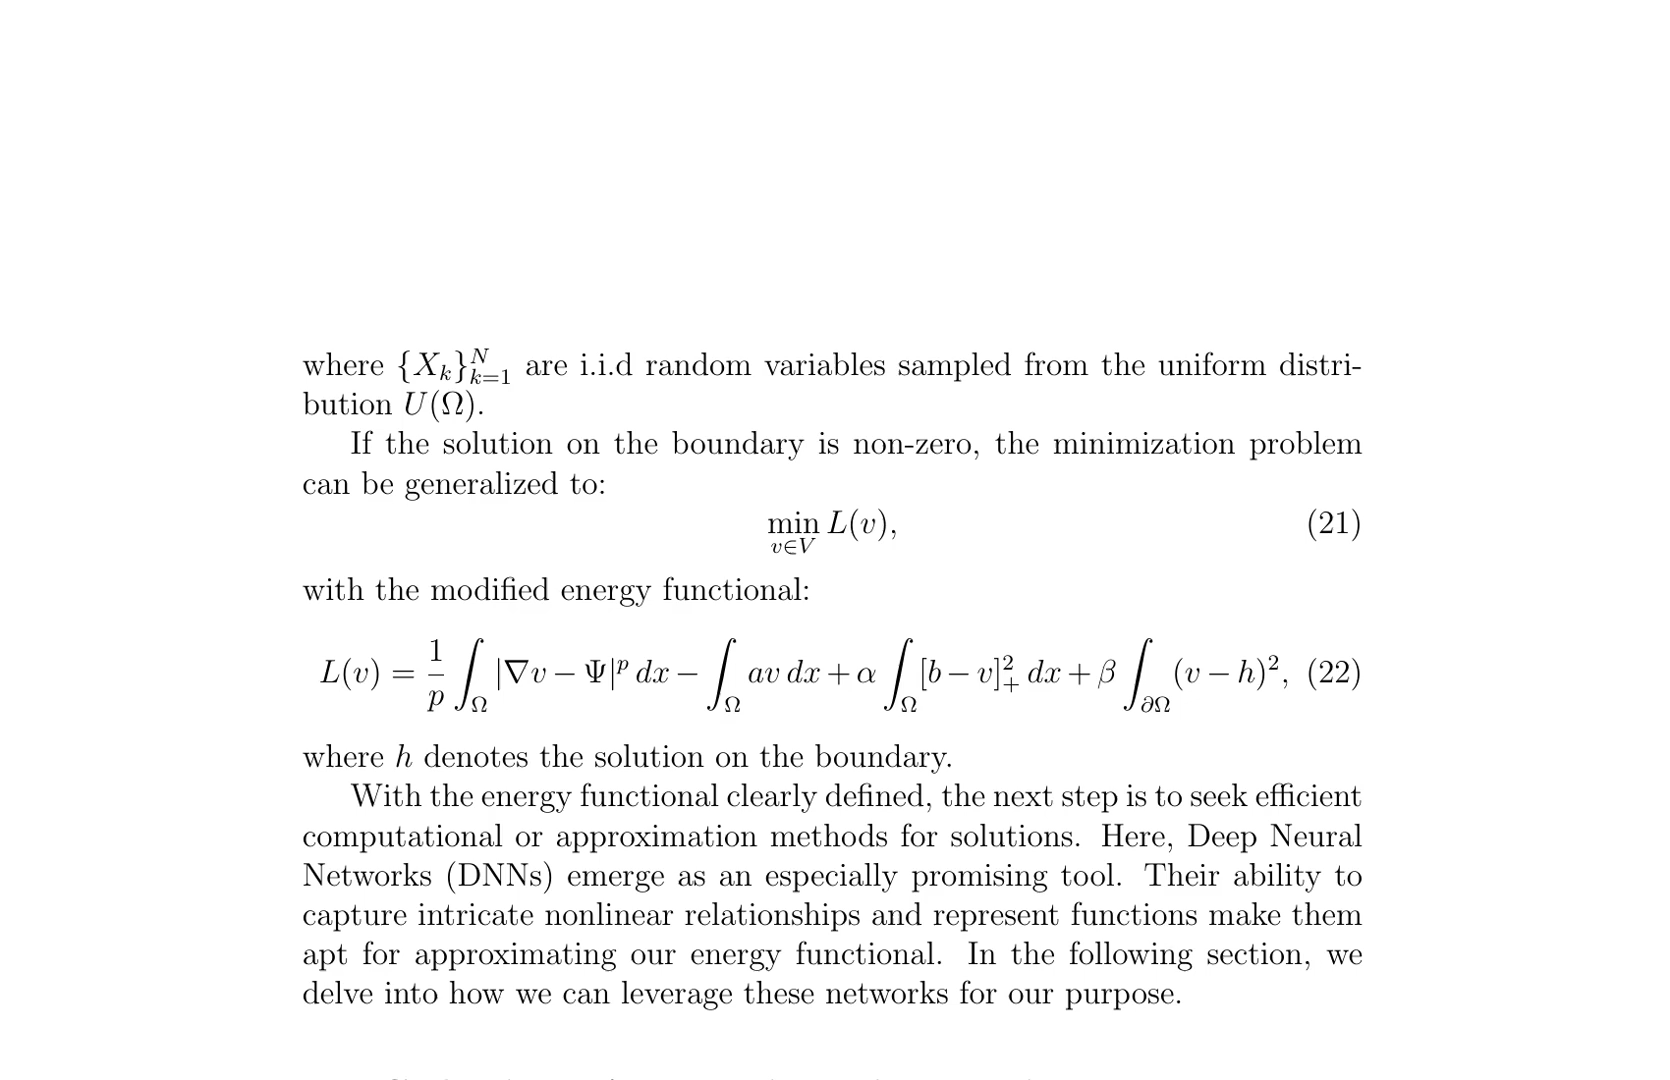 where $\{X_k\}_{k=1}^N$ are i.i.d random variables sampled from the uniform distri-
bution $U(\Omega)$.
If the solution on the boundary is non-zero, the minimization problem
can be generalized to:
$\min_{v \in V} L(v),$ (21)
with the modified energy functional:
$L(v) = \frac{1}{p} \int_\Omega |\nabla v - \Psi|^p \, dx - \int_\Omega av \, dx + \alpha \int_\Omega [b - v]_+^2 \, dx + \beta \int_{\partial\Omega} (v - h)^2,$ (22)
where $h$ denotes the solution on the boundary.
With the energy functional clearly defined, the next step is to seek efficient
computational or approximation methods for solutions. Here, Deep Neural
Networks (DNNs) emerge as an especially promising tool. Their ability to
capture intricate nonlinear relationships and represent functions make them
apt for approximating our energy functional. In the following section, we
delve into how we can leverage these networks for our purpose.